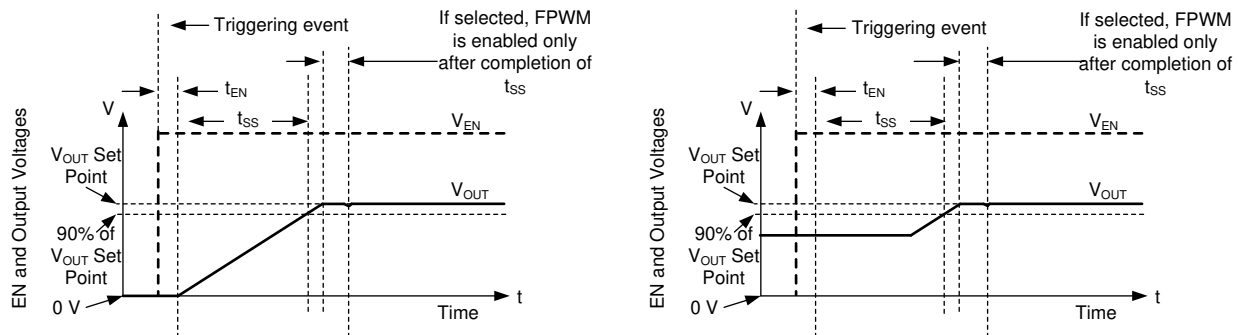 Triggering event
If selected, FPWM
is enabled only
after completion of
tSS
tEN
V
tSS
VEN
EN and Output Voltages
VOUT Set
Point
VOUT
90% of
VOUT Set
Point
0 V
t
Time
Triggering event
If selected, FPWM
is enabled only
after completion of
tSS
tEN
V
tSS
VEN
EN and Output Voltages
VOUT Set
Point
VOUT
90% of
VOUT Set
Point
0 V
t
Time